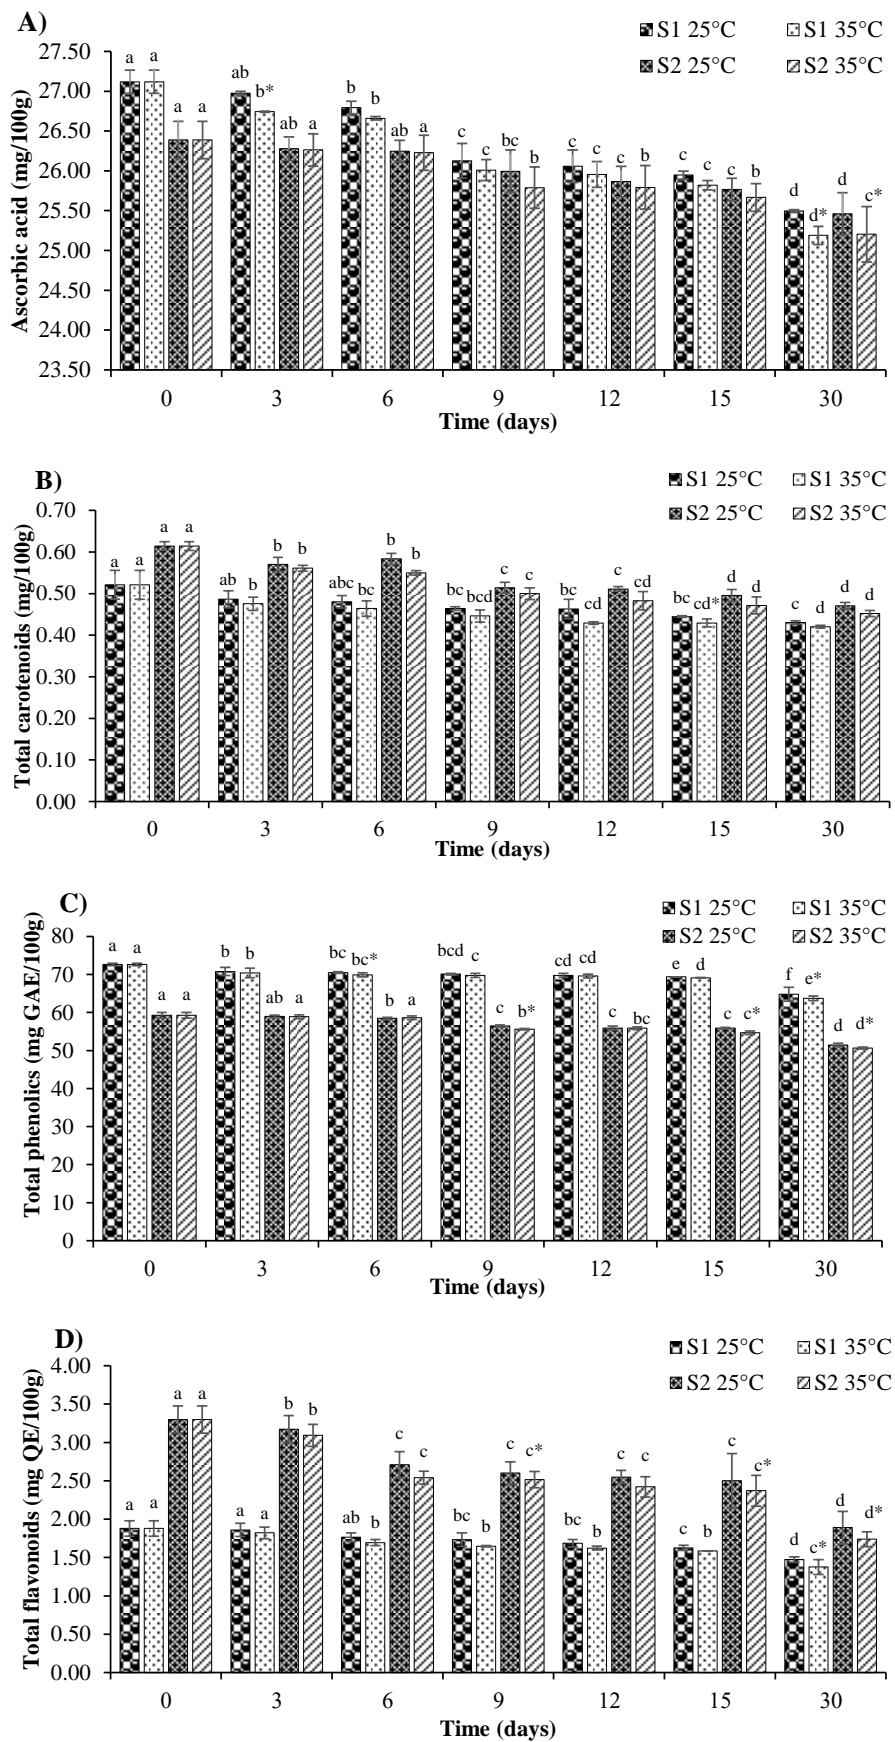 A)
S1 25°C S1 35°C
S2 25°C S2 35°C
Ascorbic acid (mg/100g)
27.50
27.00
26.50
26.00
25.50
25.00
24.50
24.00
23.50
a a a a
ab b* ab a
b b ab a
c c bc b
c c c b
c c c b
d d* d c*
0 3 6 9 12 15 30
Time (days)
B)
S1 25°C S1 35°C
S2 25°C S2 35°C
Total carotenoids (mg/100g)
0.70
0.60
0.50
0.40
0.30
0.20
0.10
0.00
a a a a
ab b b b
abc bc b b
bc bcd c c
bc cd c cd
bc cd* d d
c d d d
0 3 6 9 12 15 30
Time (days)
C)
S1 25°C S1 35°C
S2 25°C S2 35°C
Total phenolics (mg GAE/100g)
80
70
60
50
40
30
20
10
0
a a a a
b b ab a
bc bc* b a
bcd c c b*
cd cd c bc
e d c c*
f e* d d*
0 3 6 9 12 15 30
Time (days)
D)
S1 25°C S1 35°C
S2 25°C S2 35°C
Total flavonoids (mg QE/100g)
4.00
3.50
3.00
2.50
2.00
1.50
1.00
0.50
0.00
a a a a
a a b b
ab b c c
bc b c c*
bc b c c
c b c c*
d c* d d*
0 3 6 9 12 15 30
Time (days)